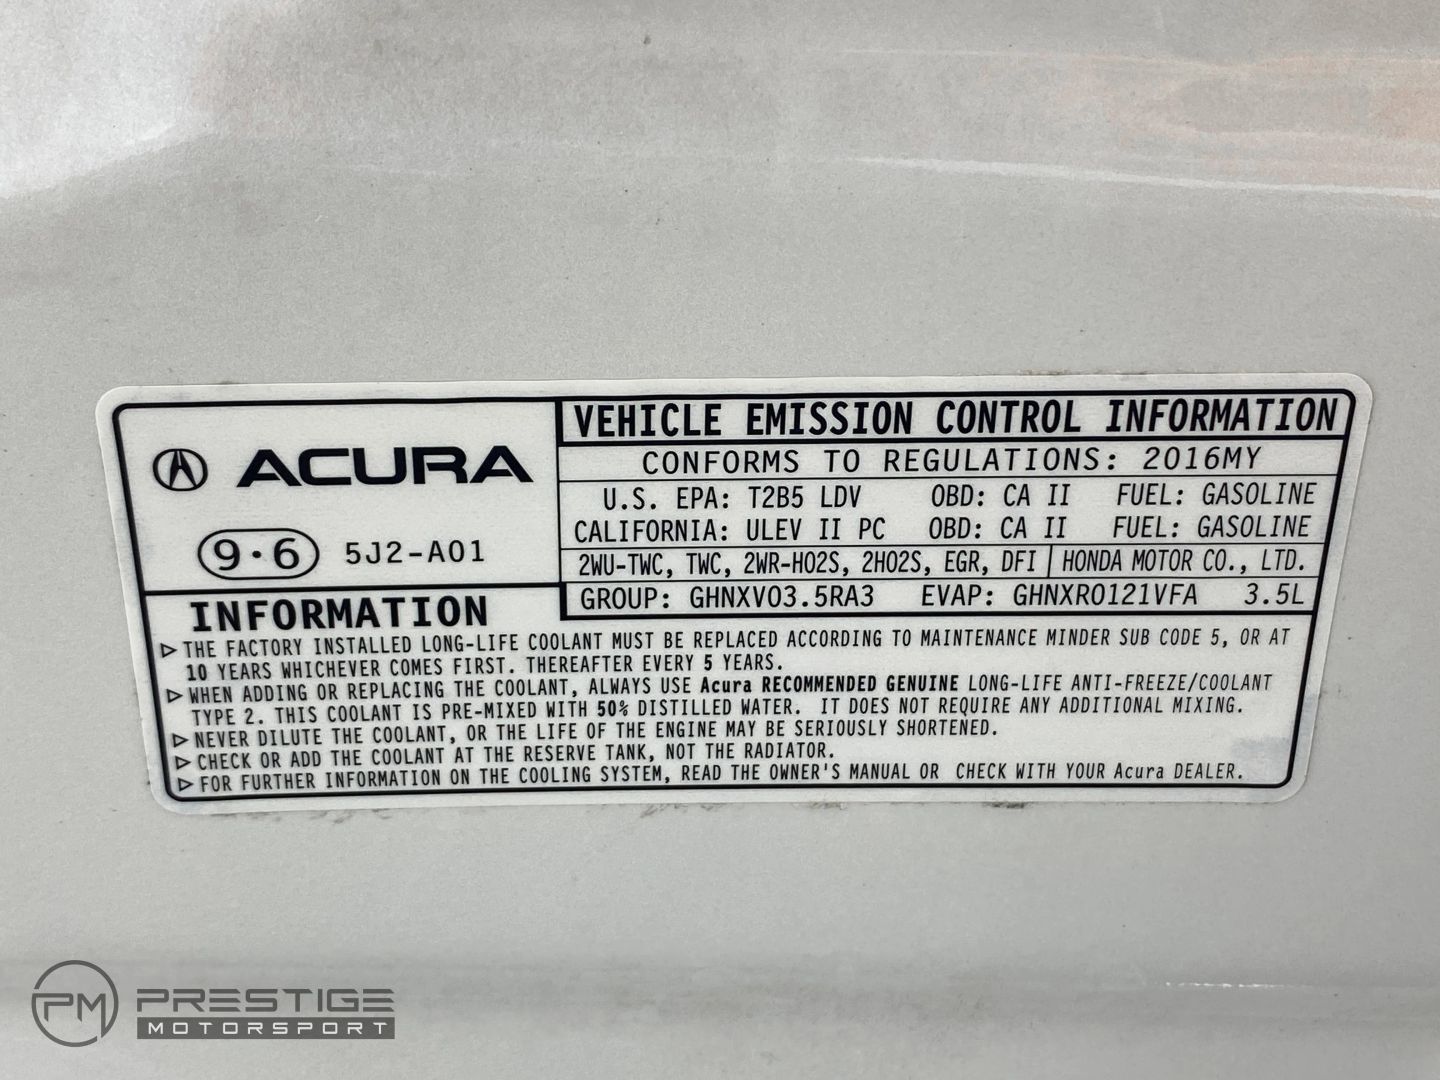 ACURA
9·6 5J2-A01
VEHICLE EMISSION CONTROL INFORMATION
CONFORMS TO REGULATIONS: 2016MY
U.S. EPA: T2B5 LDV OBD: CA II FUEL: GASOLINE
CALIFORNIA: ULEV II PC OBD: CA II FUEL: GASOLINE
2WU-TWC, TWC, 2WR-HO2S, 2HO2S, EGR, DFI HONDA MOTOR CO., LTD.
GROUP: GHNXV03.5RA3 EVAP: GHNXR0121VFA 3.5L
INFORMATION
▷ THE FACTORY INSTALLED LONG-LIFE COOLANT MUST BE REPLACED ACCORDING TO MAINTENANCE MINDER SUB CODE 5, OR AT
10 YEARS WHICHEVER COMES FIRST. THEREAFTER EVERY 5 YEARS.
▷ WHEN ADDING OR REPLACING THE COOLANT, ALWAYS USE Acura RECOMMENDED GENUINE LONG-LIFE ANTI-FREEZE/COOLANT
TYPE 2. THIS COOLANT IS PRE-MIXED WITH 50% DISTILLED WATER. IT DOES NOT REQUIRE ANY ADDITIONAL MIXING.
▷ NEVER DILUTE THE COOLANT, OR THE LIFE OF THE ENGINE MAY BE SERIOUSLY SHORTENED.
▷ CHECK OR ADD THE COOLANT AT THE RESERVE TANK, NOT THE RADIATOR.
▷ FOR FURTHER INFORMATION ON THE COOLING SYSTEM, READ THE OWNER'S MANUAL OR CHECK WITH YOUR Acura DEALER.
PM PRESTIGE
MOTORSPORT